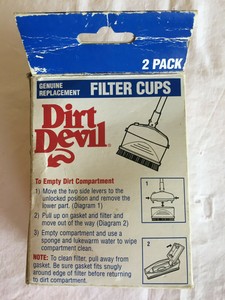 2 PACK
GENUINE
REPLACEMENT
FILTER CUPS
Dirt
Devil
®
To Empty Dirt Compartment
1) Move the two side levers to the
unlocked position and remove the
lower part. (Diagram 1)
2) Pull up on gasket and filter and
move out of the way (Diagram 2)
3) Empty compartment and use a
sponge and lukewarm water to wipe
compartment clean.
NOTE: To clean filter, pull away from
gasket. Be sure gasket fits snugly
around edge of filter before returning
to dirt compartment.
1
2